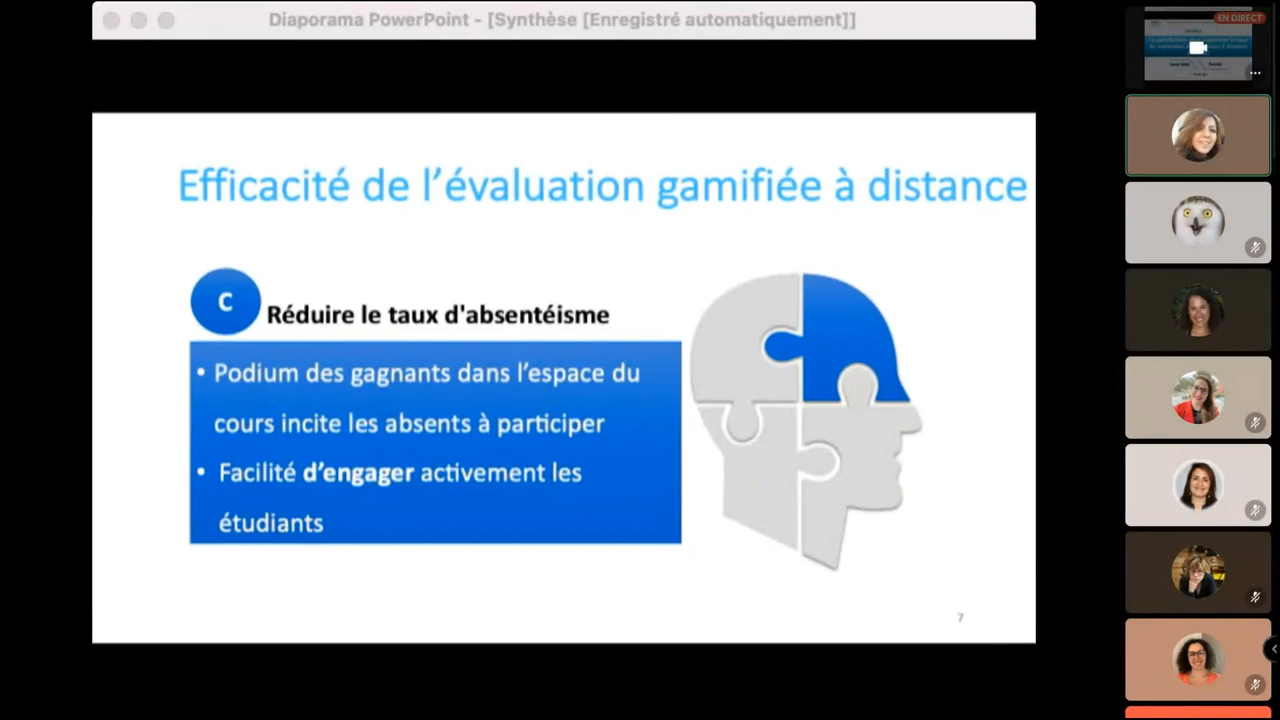 Diaporama PowerPoint - [Synthèse [Enregistré automatiquement]]
EN DIRECT
Efficacité de l'évaluation gamifiée à distance
C
Réduire le taux d'absentéisme
• Podium des gagnants dans l'espace du
cours incite les absents à participer
• Facilité d'engager activement les
étudiants
7